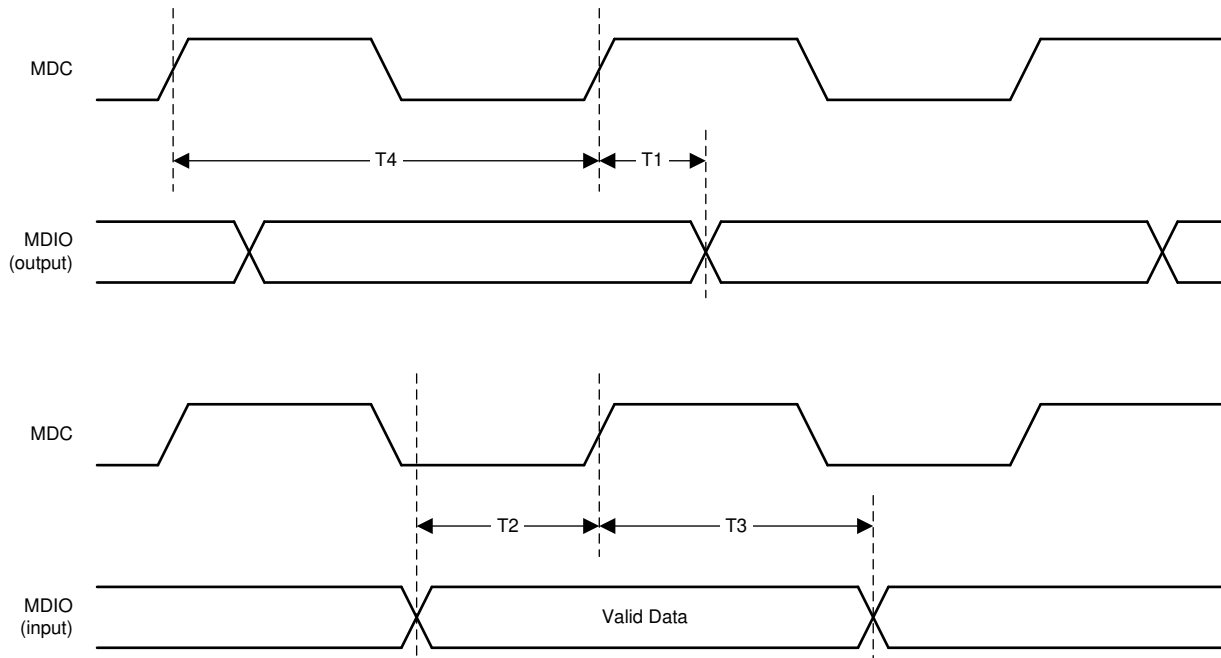 MDC
T4
T1
MDIO
(output)
MDC
T2
T3
MDIO
(input)
Valid Data